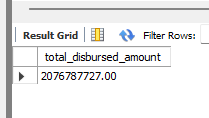 Result Grid Filter Rows:
total_disbursed_amount
2076787727.00